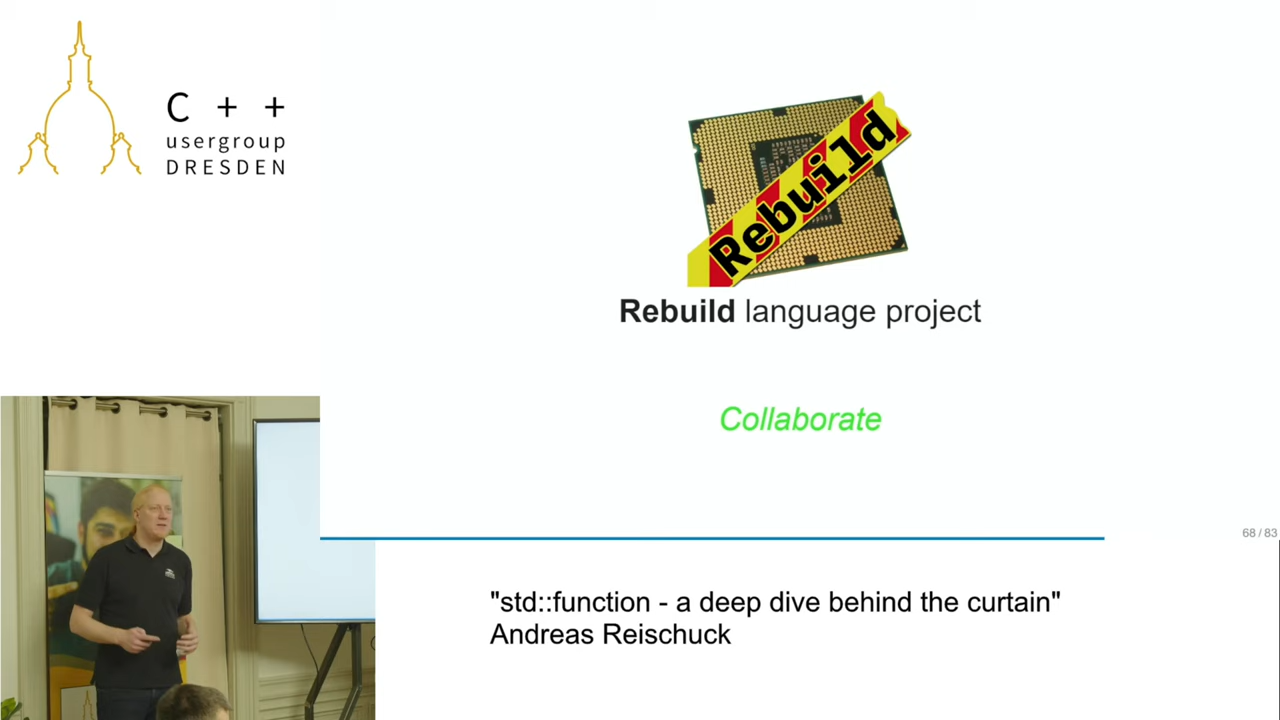 C + +
usergroup
DRESDEN
Rebuild
Rebuild language project
Collaborate
68 / 83
"std::function - a deep dive behind the curtain"
Andreas Reischuck